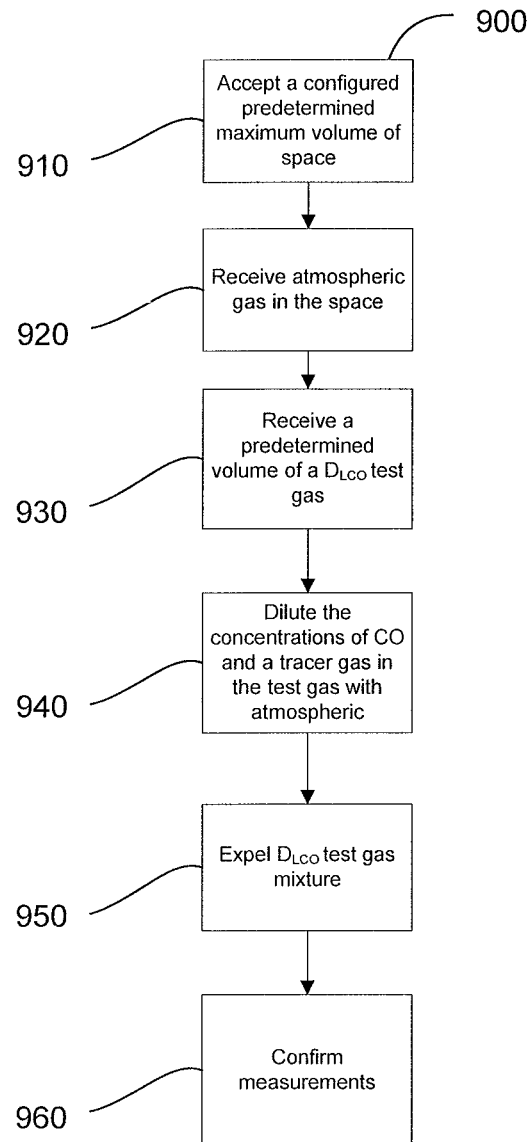 900
Accept a configured
predetermined
maximum volume of
space
910
Receive atmospheric
gas in the space
920
Receive a
predetermined
volume of a DLCO test
gas
930
Dilute the
concentrations of CO
and a tracer gas in
the test gas with
atmospheric
940
Expel DLCO test gas
mixture
950
Confirm
measurements
960